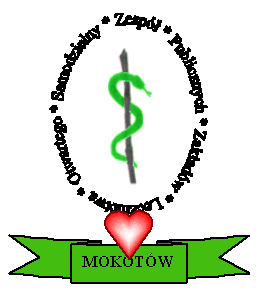 * Samodzielny * Zespół * Publicznych * Zakładów * Lecznictwa * Otwartego
MOKOTÓW